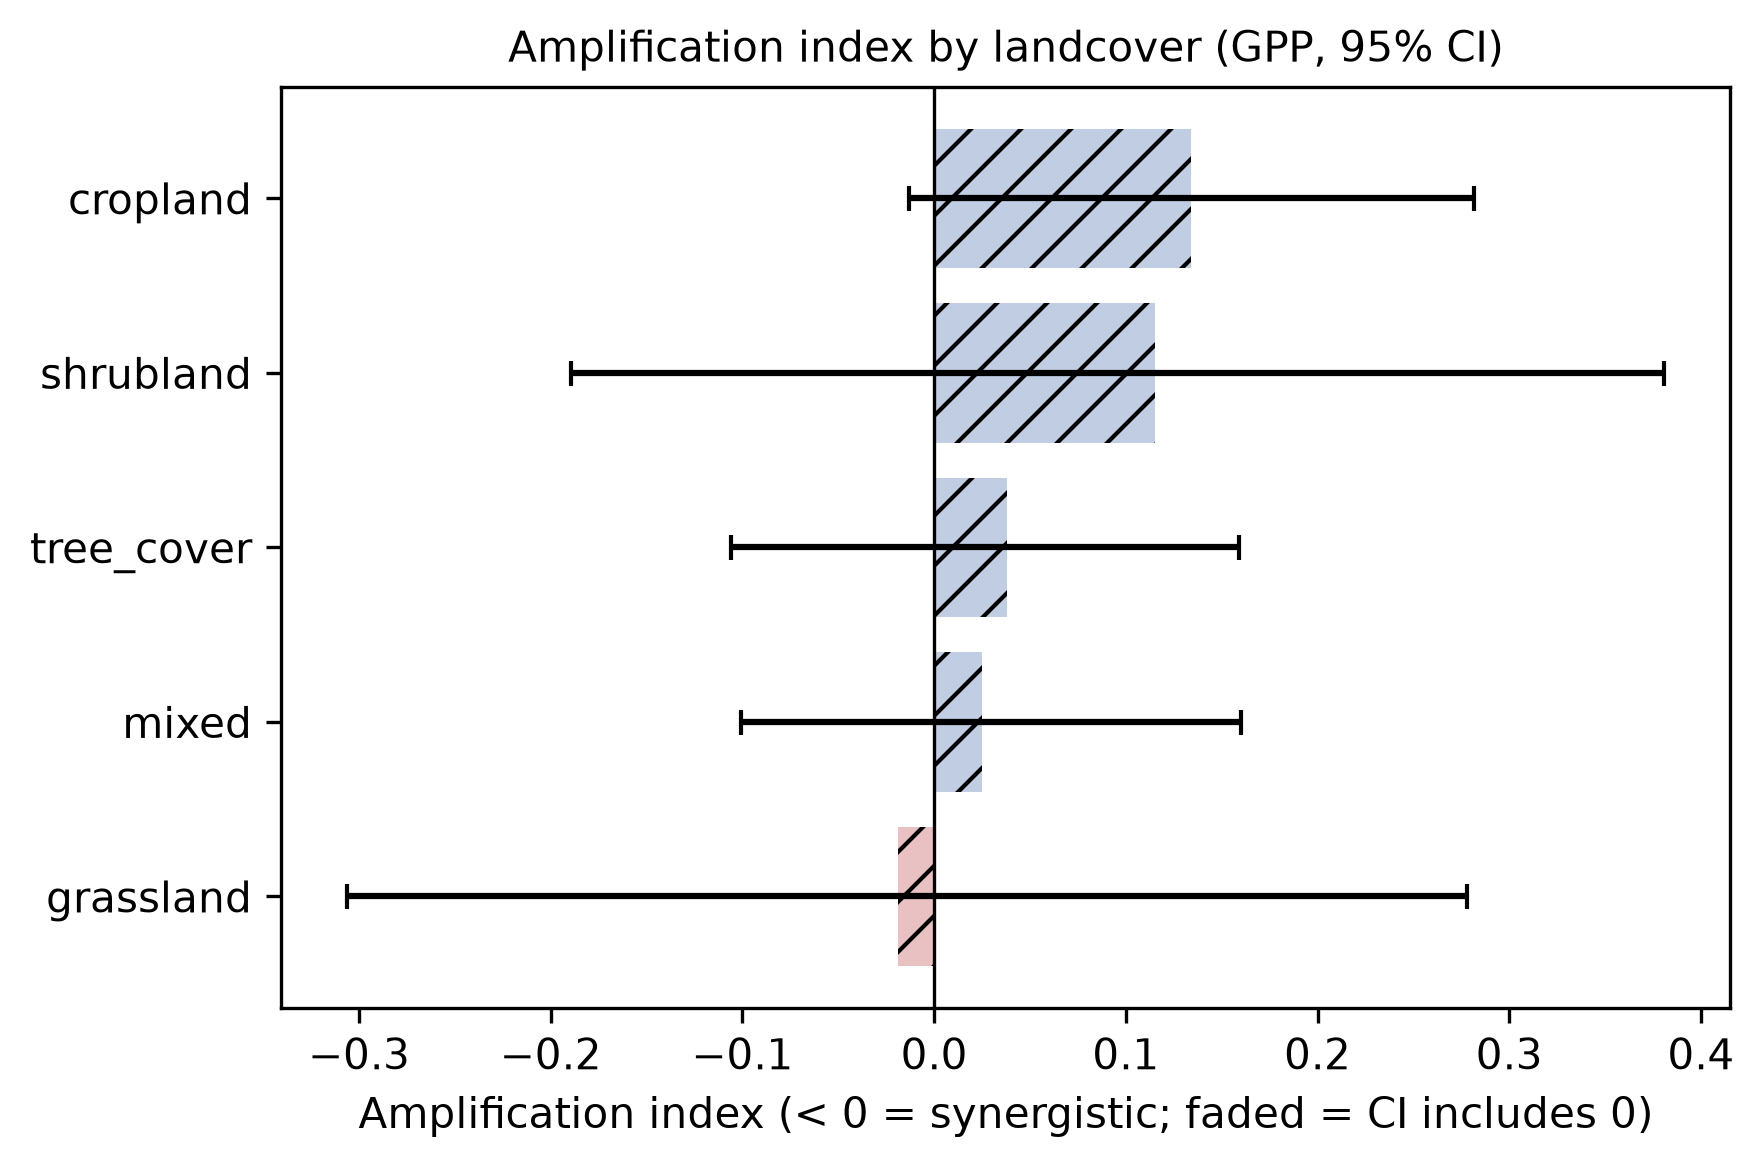 Amplification index by landcover (GPP, 95% CI)
cropland
shrubland
tree_cover
mixed
grassland
−0.3 −0.2 −0.1 0.0 0.1 0.2 0.3 0.4
Amplification index (< 0 = synergistic; faded = CI includes 0)